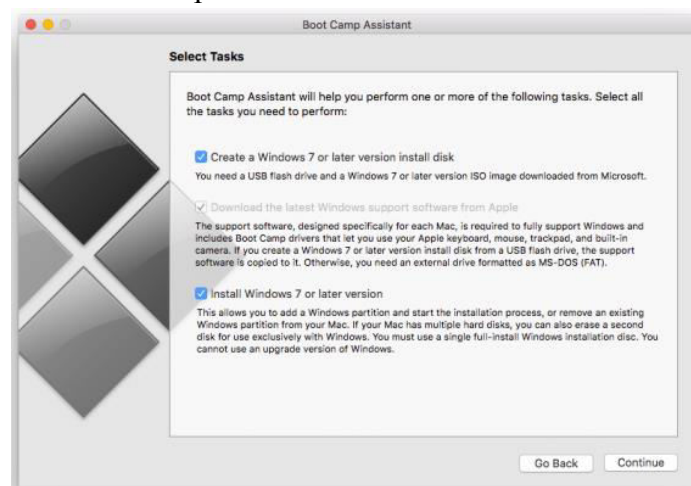 Boot Camp Assistant
Select Tasks
Boot Camp Assistant will help you perform one or more of the following tasks. Select all
the tasks you need to perform:
Create a Windows 7 or later version install disk
You need a USB flash drive and a Windows 7 or later version ISO image downloaded from Microsoft.
Download the latest Windows support software from Apple
The support software, designed specifically for each Mac, is required to fully support Windows and
includes Boot Camp drivers that let you use your Apple keyboard, mouse, trackpad, and built-in
camera. If you create a Windows 7 or later version install disk from a USB flash drive, the support
software is copied to it. Otherwise, you need an external drive formatted as MS-DOS (FAT).
Install Windows 7 or later version
This allows you to add a Windows partition and start the installation process, or remove an existing
Windows partition from your Mac. If your Mac has multiple hard disks, you can also erase a second
disk for use exclusively with Windows. You must use a single full-install Windows installation disc. You
cannot use an upgrade version of Windows.
Go Back Continue